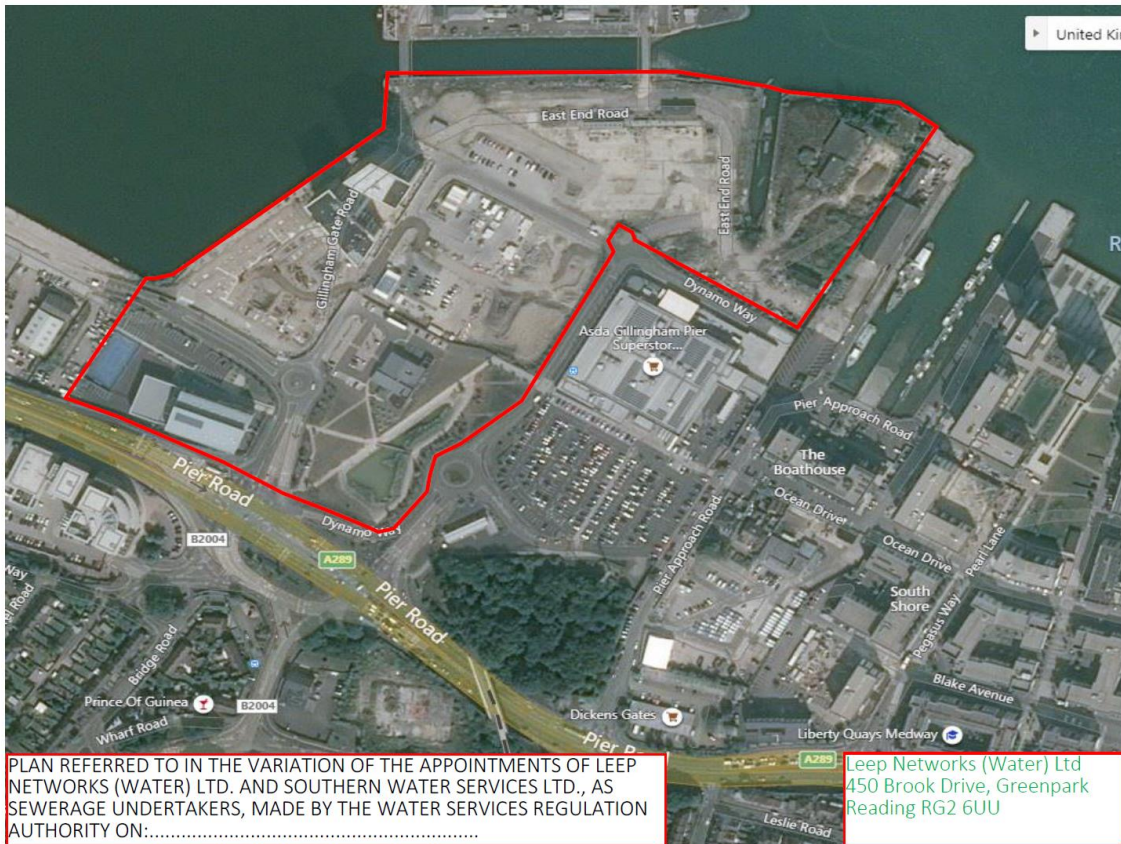 United Ki
East End Road
East End Road
Gillingham Gate Road
Dynamo Way
Asda Gillingham Pier
Superstor...
Pier Approach Road
The
Boathouse
Ocean Drive
Pier Road
Dynamo Way
B2004
A289
Pier Approach Road
Ocean Drive
Pearl Lane
Pier Road
South
Shore
Pegasus Way
Way
Road
Bridge Road
Prince Of Guinea
B2004
Wharf Road
Dickens Gates
Blake Avenue
Liberty Quays Medway
Pier R
A289
Leslie Road
PLAN REFERRED TO IN THE VARIATION OF THE APPOINTMENTS OF LEEP
NETWORKS (WATER) LTD. AND SOUTHERN WATER SERVICES LTD., AS
SEWERAGE UNDERTAKERS, MADE BY THE WATER SERVICES REGULATION
AUTHORITY ON:..............................................................
Leep Networks (Water) Ltd
450 Brook Drive, Greenpark
Reading RG2 6UU